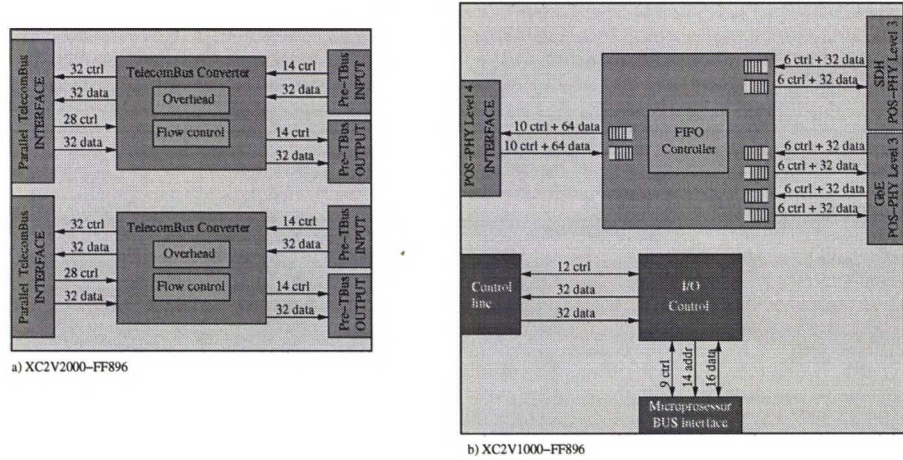 32 ctrl
32 data
28 ctrl
32 data
Parallel TelecomBus
INTERFACE
TelecomBus Converter
Overhead
Flow control
14 ctrl
32 data
14 ctrl
32 data
Pre-TBus
INPUT
Pre-TBus
OUTPUT
32 ctrl
32 data
28 ctrl
32 data
Parallel TelecomBus
INTERFACE
TelecomBus Converter
Overhead
Flow control
14 ctrl
32 data
14 ctrl
32 data
Pre-TBus
INPUT
Pre-TBus
OUTPUT
a) XC2V2000-FF896
POS-PHY Level 4
INTERFACE
10 ctrl + 64 data
10 ctrl + 64 data
FIFO
Controller
6 ctrl + 32 data
6 ctrl + 32 data
SDH
POS-PHY Level 3
6 ctrl + 32 data
6 ctrl + 32 data
6 ctrl + 32 data
6 ctrl + 32 data
GbE
POS-PHY Level 3
Control
line
12 ctrl
32 data
32 data
I/O
Control
9 ctrl
14 addr
16 data
Microprosessor
BUS interface
b) XC2V1000-FF896